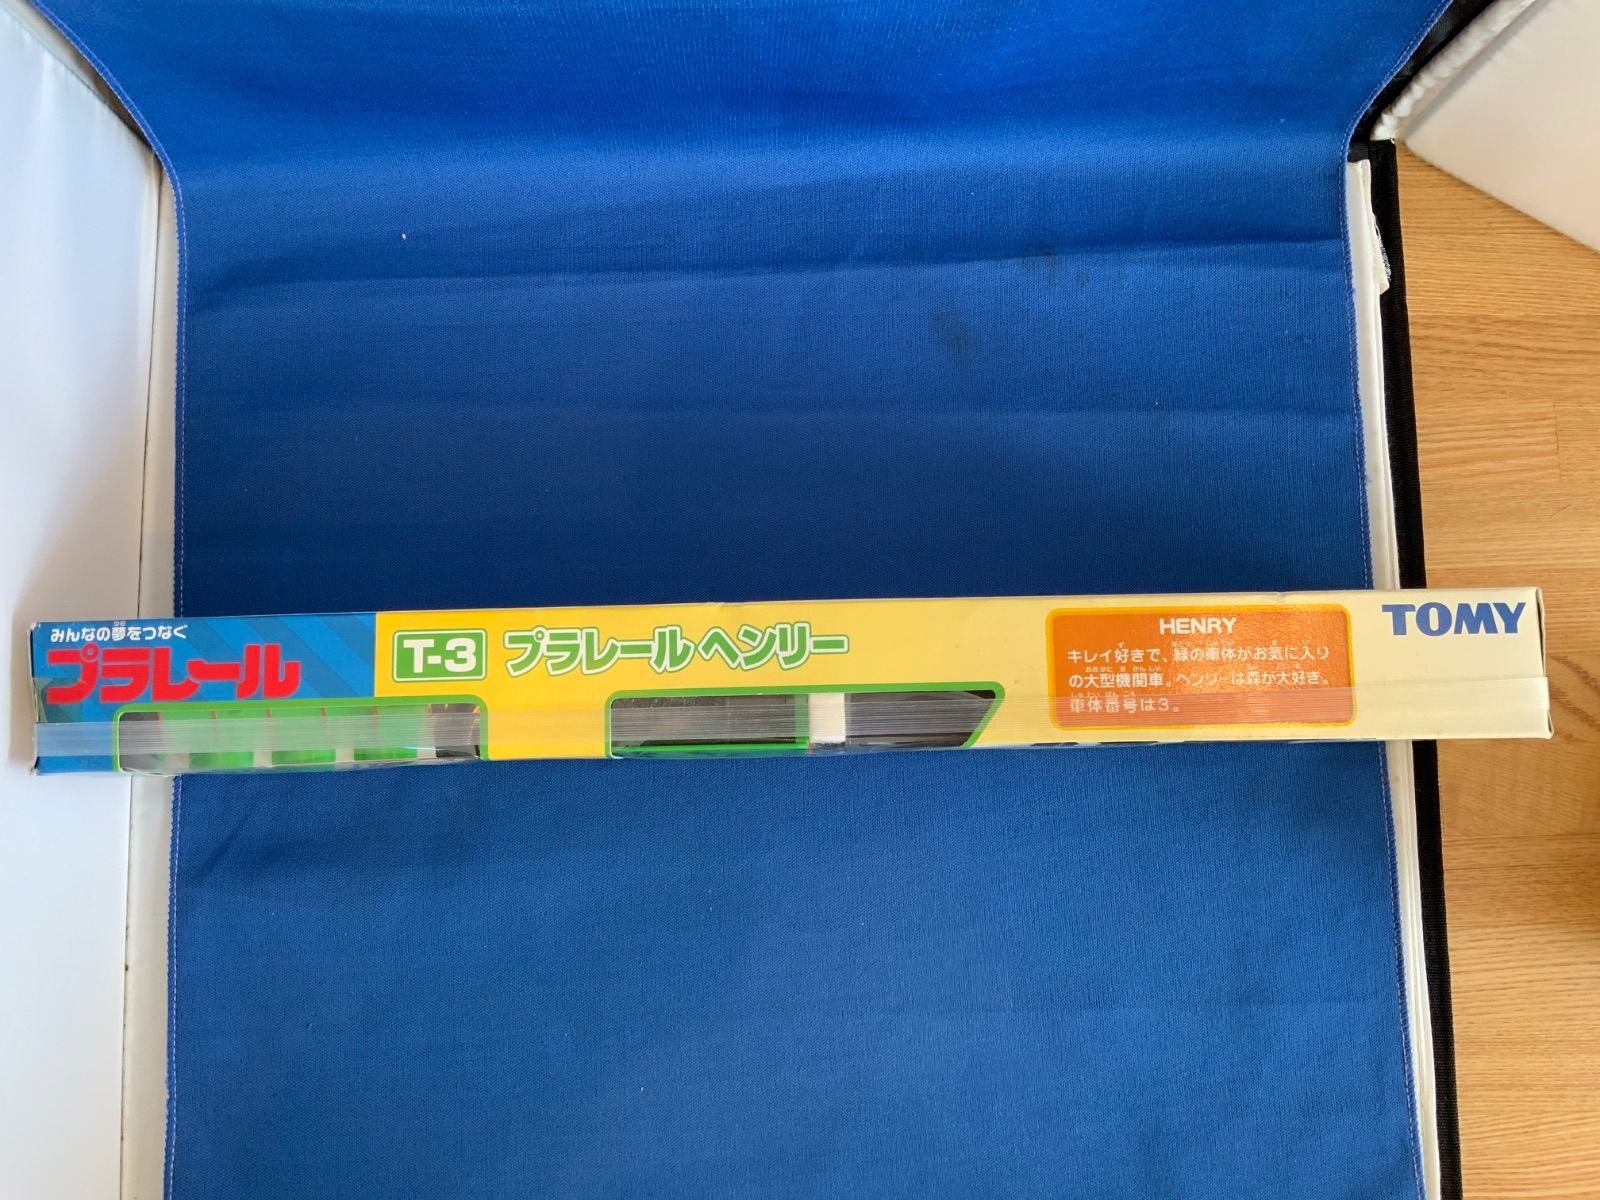 みんなの夢をつなぐ
プラレール
T-3 プラレール ヘンリー
HENRY
キレイ好きで、緑の車体がお気に入り
の大型機関車。ヘンリーは森が大好き。
車体番号は3。
TOMY